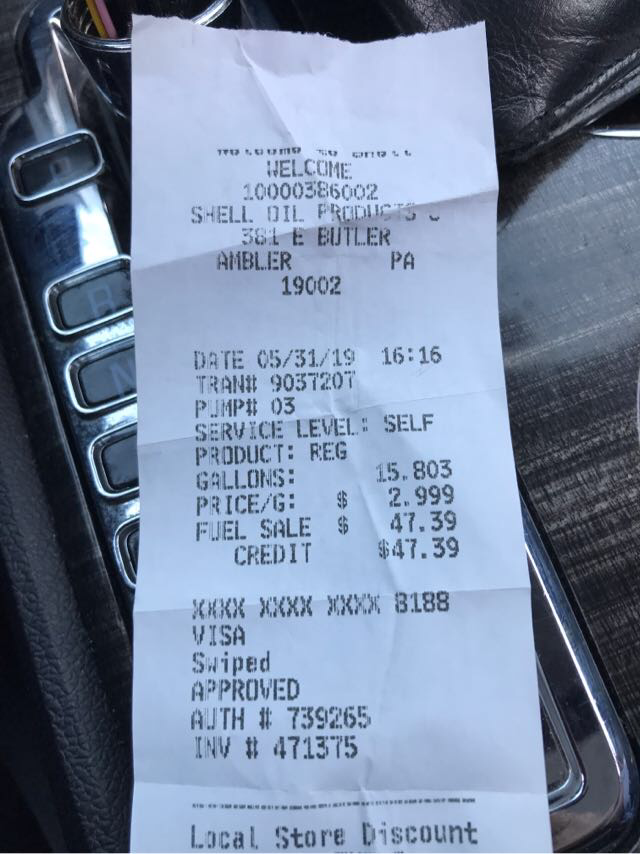 WELCOME
10000386002
SHELL OIL PRODUCTS
381 E BUTLER
AMBLER PA
19002
DATE 05/31/19 16:16
TRAN# 9037207
PUMP# 03
SERVICE LEVEL: SELF
PRODUCT: REG
GALLONS: 15.803
PRICE/G: $ 2.999
FUEL SALE $ 47.39
CREDIT $47.39
XXXX XXXX XXXX 8188
VISA
Swiped
APPROVED
AUTH # 739265
INV # 471375
Local Store Discount